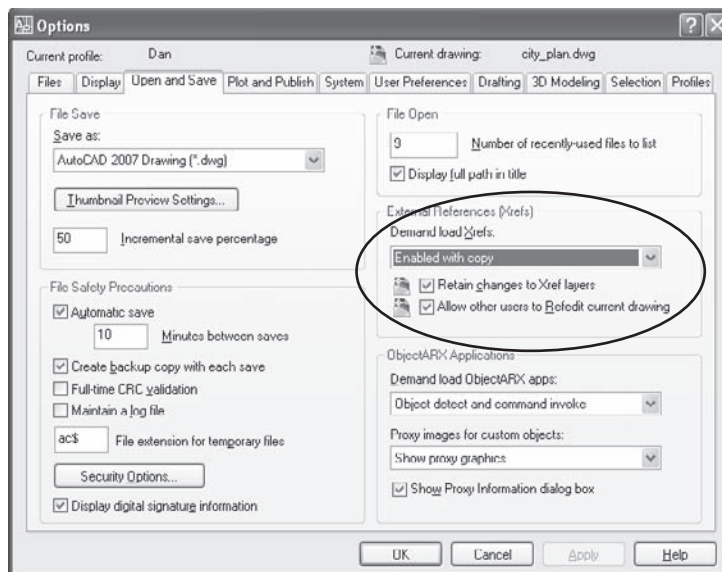 Options
Current profile: Dan
Current drawing: city_plan.dwg
Files Display Open and Save Plot and Publish System User Preferences Drafting 3D Modeling Selection Profiles
File Save
Save as:
AutoCAD 2007 Drawing (*.dwg)
Thumbnail Preview Settings...
50 Incremental save percentage
File Safety Precautions
Automatic save
10 Minutes between saves
Create backup copy with each save
Full-time CRC validation
Maintain a log file
ac$ File extension for temporary files
Security Options...
Display digital signature information
File Open
9 Number of recently-used files to list
Display full path in title
External References (Xrefs)
Demand load Xrefs:
Enabled with copy
Retain changes to Xref layers
Allow other users to Refedit current drawing
ObjectARX Applications
Demand load ObjectARX apps:
Object detect and command invoke
Proxy images for custom objects:
Show proxy graphics
Show Proxy Information dialog box
OK Cancel Apply Help